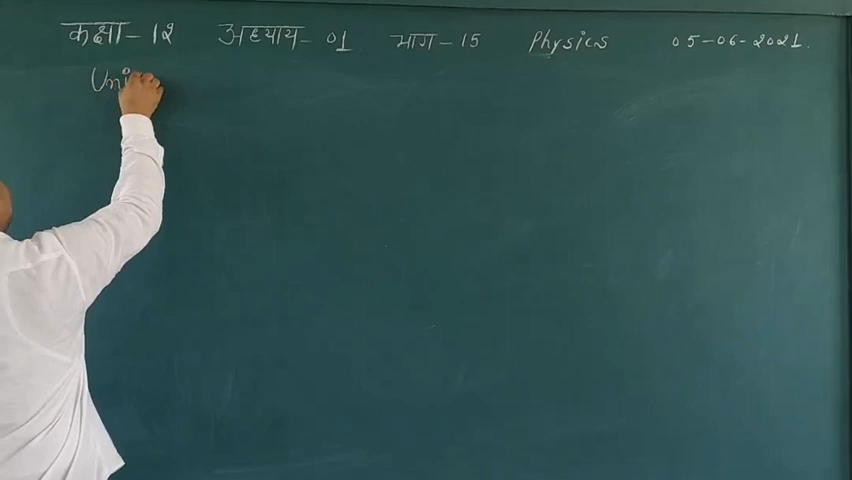 कक्षा - 12 अध्याय - 01 भाग - 15 Physics 05-06-2021.
Uni